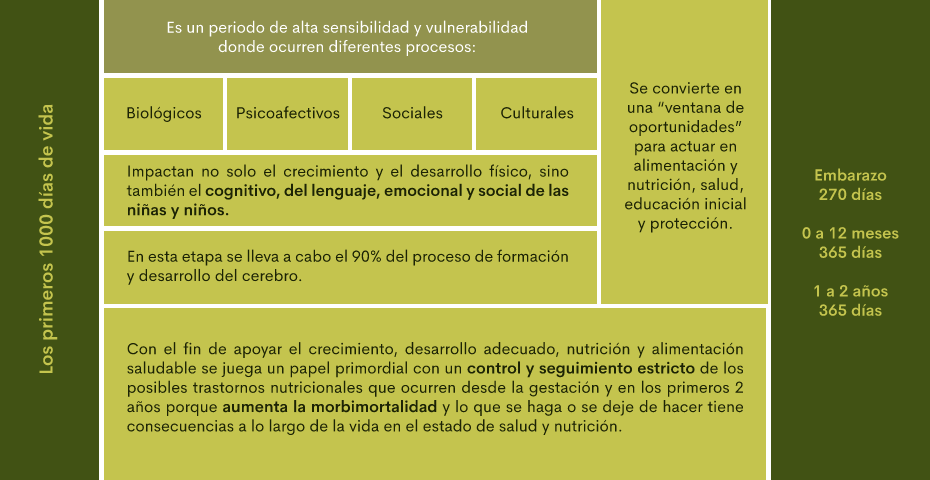 Los primeros 1000 días de vida
Es un periodo de alta sensibilidad y vulnerabilidad
donde ocurren diferentes procesos:
Biológicos
Psicoafectivos
Sociales
Culturales
Impactan no solo el crecimiento y el desarrollo físico, sino
también el cognitivo, del lenguaje, emocional y social de las
niñas y niños.
En esta etapa se lleva a cabo el 90% del proceso de formación
y desarrollo del cerebro.
Se convierte en
una “ventana de
oportunidades”
para actuar en
alimentación y
nutrición, salud,
educación inicial
y protección.
Con el fin de apoyar el crecimiento, desarrollo adecuado, nutrición y alimentación
saludable se juega un papel primordial con un control y seguimiento estricto de los
posibles trastornos nutricionales que ocurren desde la gestación y en los primeros 2
años porque aumenta la morbimortalidad y lo que se haga o se deje de hacer tiene
consecuencias a lo largo de la vida en el estado de salud y nutrición.
Embarazo
270 días
0 a 12 meses
365 días
1 a 2 años
365 días